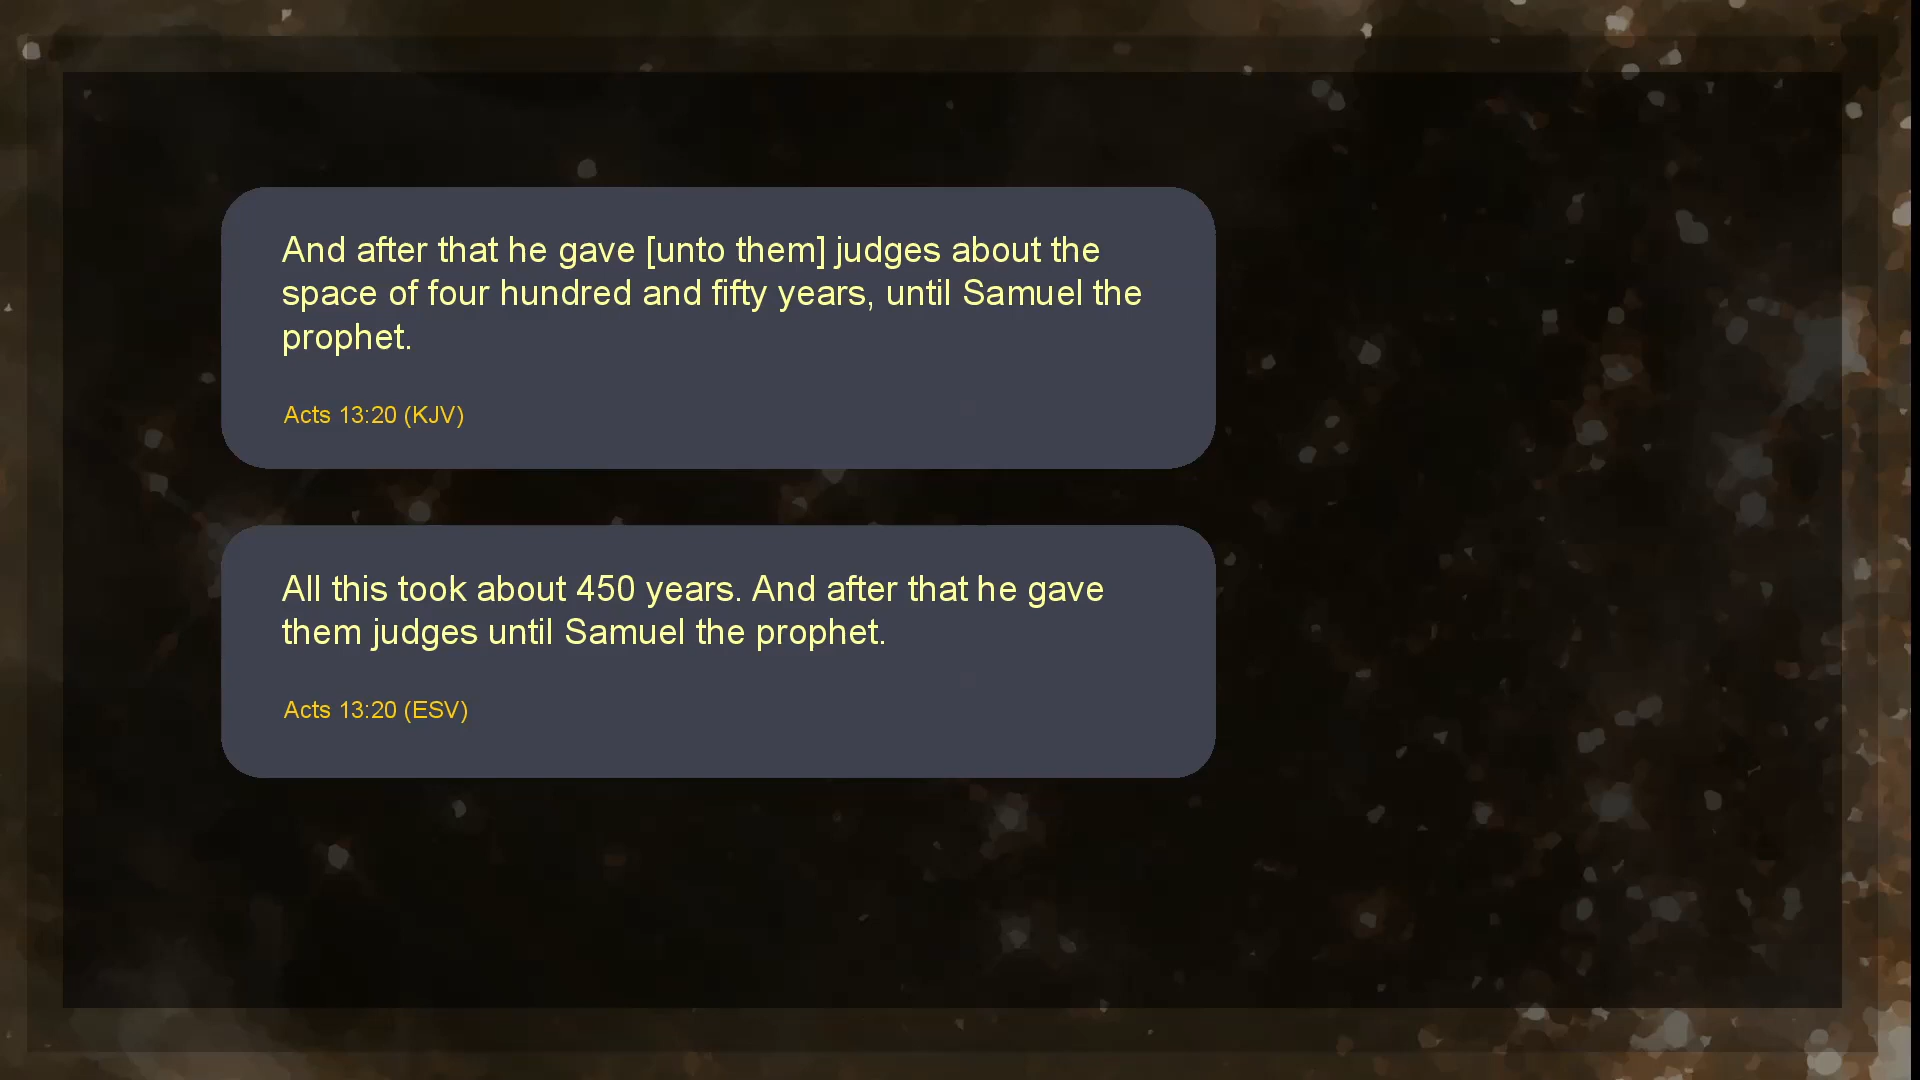 And after that he gave [unto them] judges about the
space of four hundred and fifty years, until Samuel the
prophet.
Acts 13:20 (KJV)
All this took about 450 years. And after that he gave
them judges until Samuel the prophet.
Acts 13:20 (ESV)